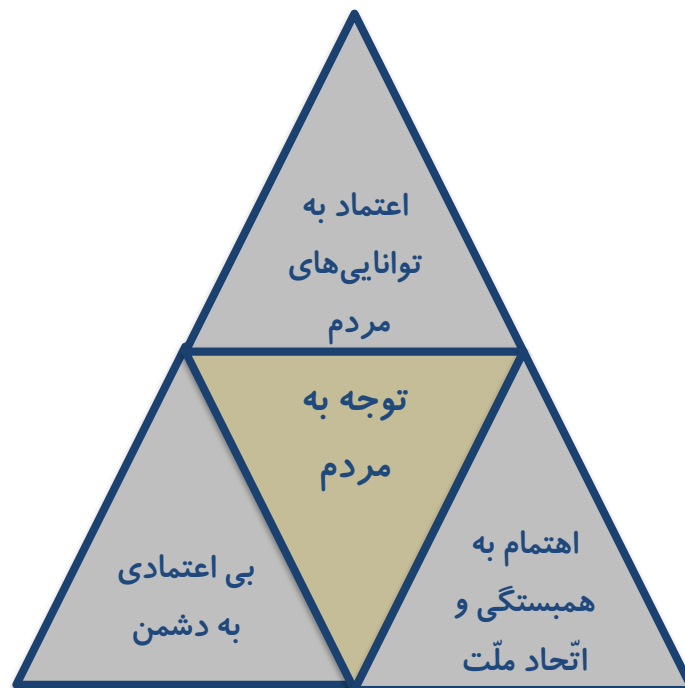 اعتماد به
توانایی‌های
مردم
توجه به
مردم
اهتمام به
همبستگی و
اتّحاد ملّت
بی اعتمادی
به دشمن